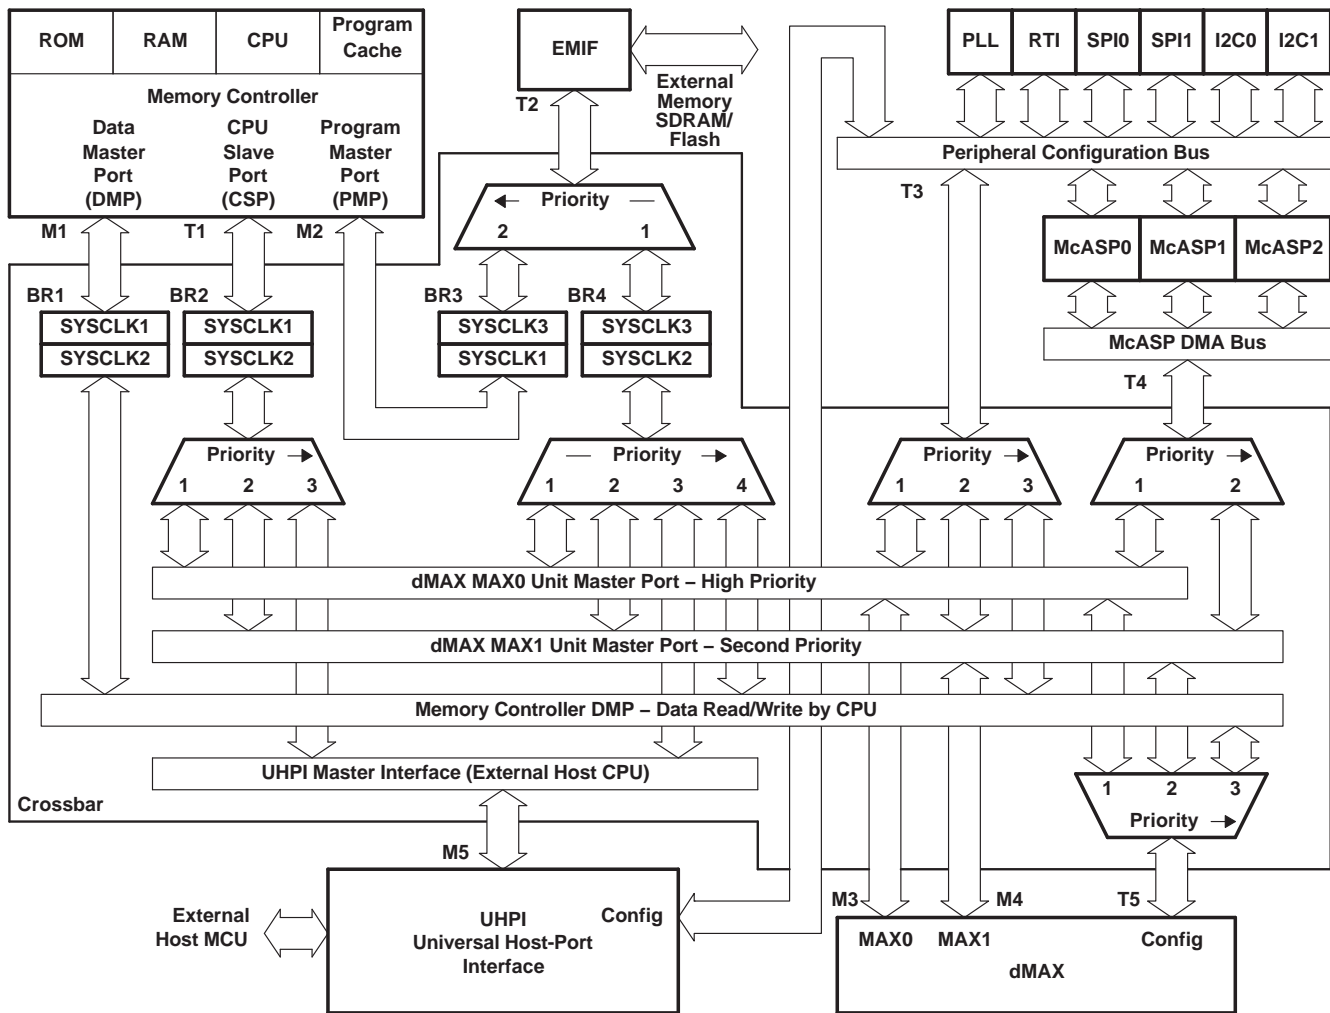 ROM
RAM
CPU
Program
Cache
Memory Controller
Data
Master
Port
(DMP)
CPU
Slave
Port
(CSP)
Program
Master
Port
(PMP)
EMIF
External
Memory
SDRAM/
Flash
PLL
RTI
SPI0
SPI1
I2C0
I2C1
Peripheral Configuration Bus
T2
T3
M1
T1
M2
Priority
2
1
McASP0
McASP1
McASP2
BR1
SYSCLK1
SYSCLK2
BR2
SYSCLK1
SYSCLK2
BR3
SYSCLK3
SYSCLK1
BR4
SYSCLK3
SYSCLK2
McASP DMA Bus
T4
Priority
1
2
3
Priority
1
2
3
4
Priority
1
2
3
Priority
1
2
dMAX MAX0 Unit Master Port – High Priority
dMAX MAX1 Unit Master Port – Second Priority
Memory Controller DMP – Data Read/Write by CPU
UHPI Master Interface (External Host CPU)
Crossbar
1
2
3
Priority
M5
M3
M4
T5
External
Host MCU
UHPI
Universal Host-Port
Interface
Config
MAX0
MAX1
Config
dMAX